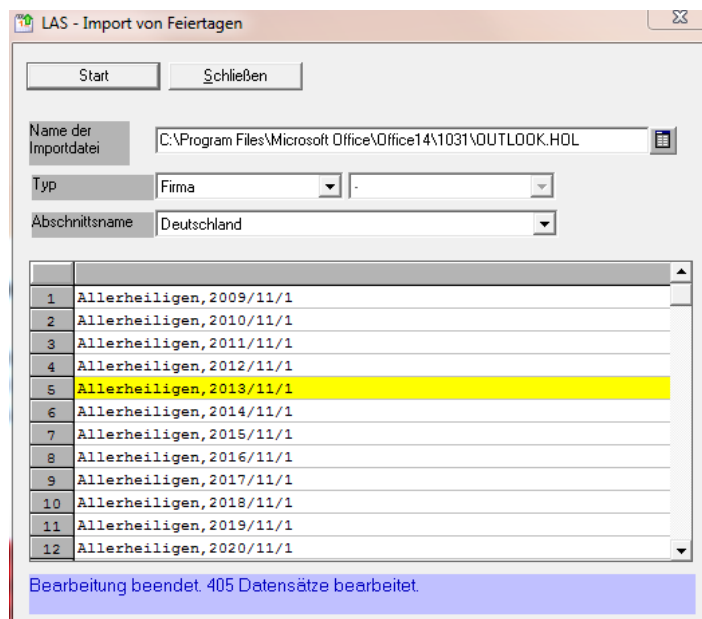 LAS - Import von Feiertagen
Start Schließen
Name der
Importdatei
C:\Program Files\Microsoft Office\Office14\1031\OUTLOOK.HOL
Typ Firma -
Abschnittsname Deutschland
1 Allerheiligen,2009/11/1
2 Allerheiligen,2010/11/1
3 Allerheiligen,2011/11/1
4 Allerheiligen,2012/11/1
5 Allerheiligen,2013/11/1
6 Allerheiligen,2014/11/1
7 Allerheiligen,2015/11/1
8 Allerheiligen,2016/11/1
9 Allerheiligen,2017/11/1
10 Allerheiligen,2018/11/1
11 Allerheiligen,2019/11/1
12 Allerheiligen,2020/11/1
Bearbeitung beendet. 405 Datensätze bearbeitet.